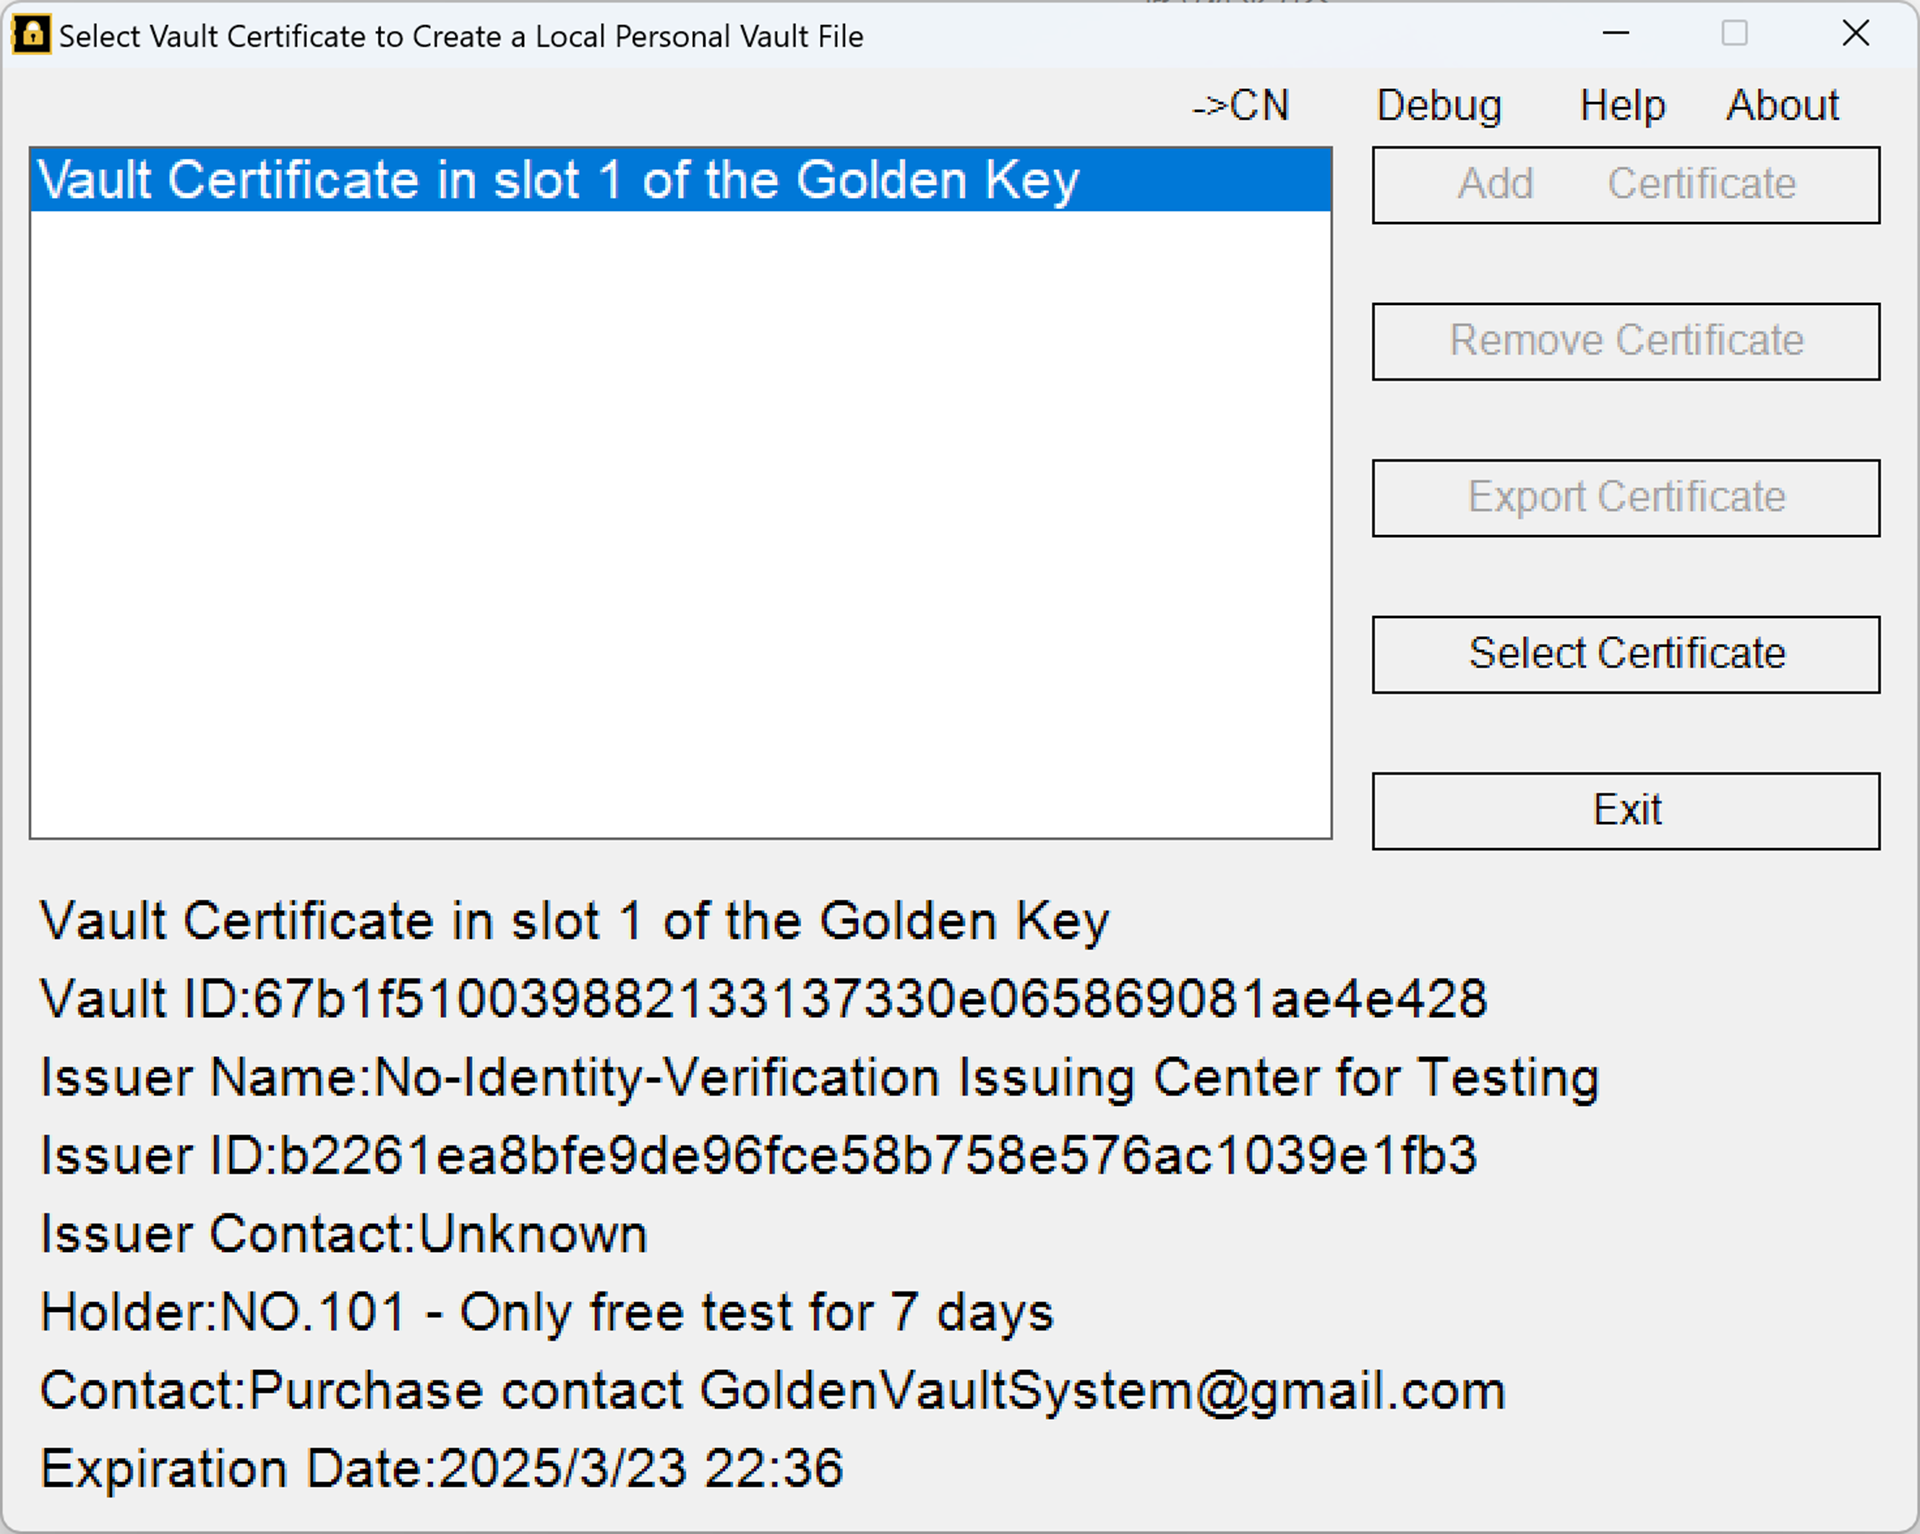 Select Vault Certificate to Create a Local Personal Vault File
->CN Debug Help About
Vault Certificate in slot 1 of the Golden Key
Add Certificate
Remove Certificate
Export Certificate
Select Certificate
Exit
Vault Certificate in slot 1 of the Golden Key
Vault ID:67b1f510039882133137330e065869081ae4e428
Issuer Name:No-Identity-Verification Issuing Center for Testing
Issuer ID:b2261ea8bfe9de96fce58b758e576ac1039e1fb3
Issuer Contact:Unknown
Holder:NO.101 - Only free test for 7 days
Contact:Purchase contact GoldenVaultSystem@gmail.com
Expiration Date:2025/3/23 22:36